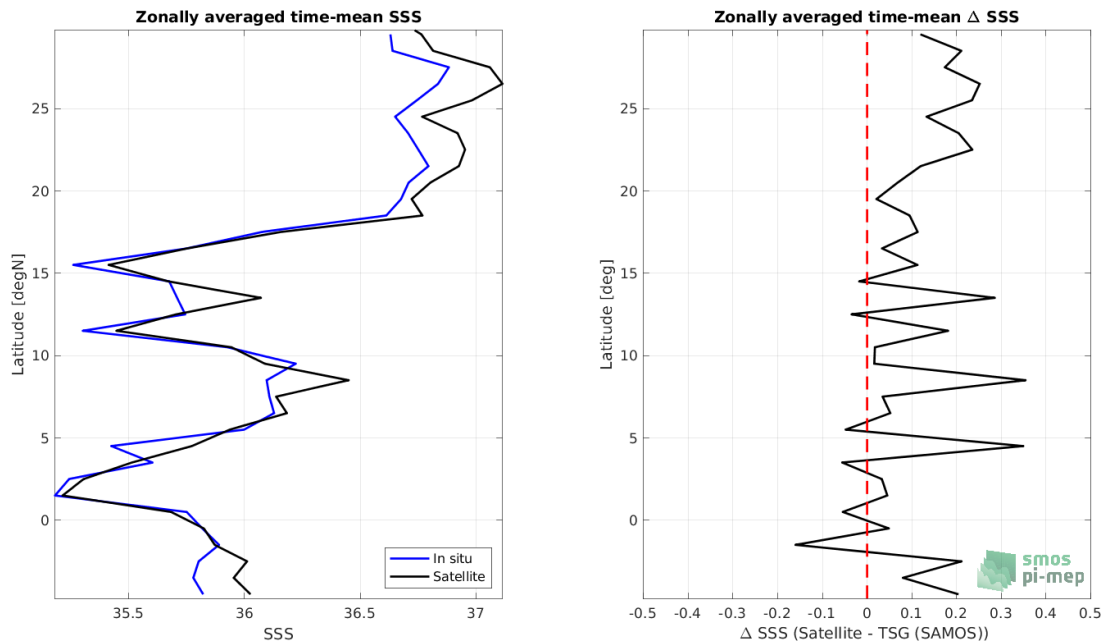 Zonally averaged time-mean SSS
25
20
15
10
5
0
Latitude [degN]
35.5
36
36.5
37
SSS
In situ
Satellite
Zonally averaged time-mean Δ SSS
25
20
15
10
5
0
Latitude [deg]
-0.5
-0.4
-0.3
-0.2
-0.1
0
0.1
0.2
0.3
0.4
0.5
Δ SSS (Satellite - TSG (SAMOS))
smos
pi-mep